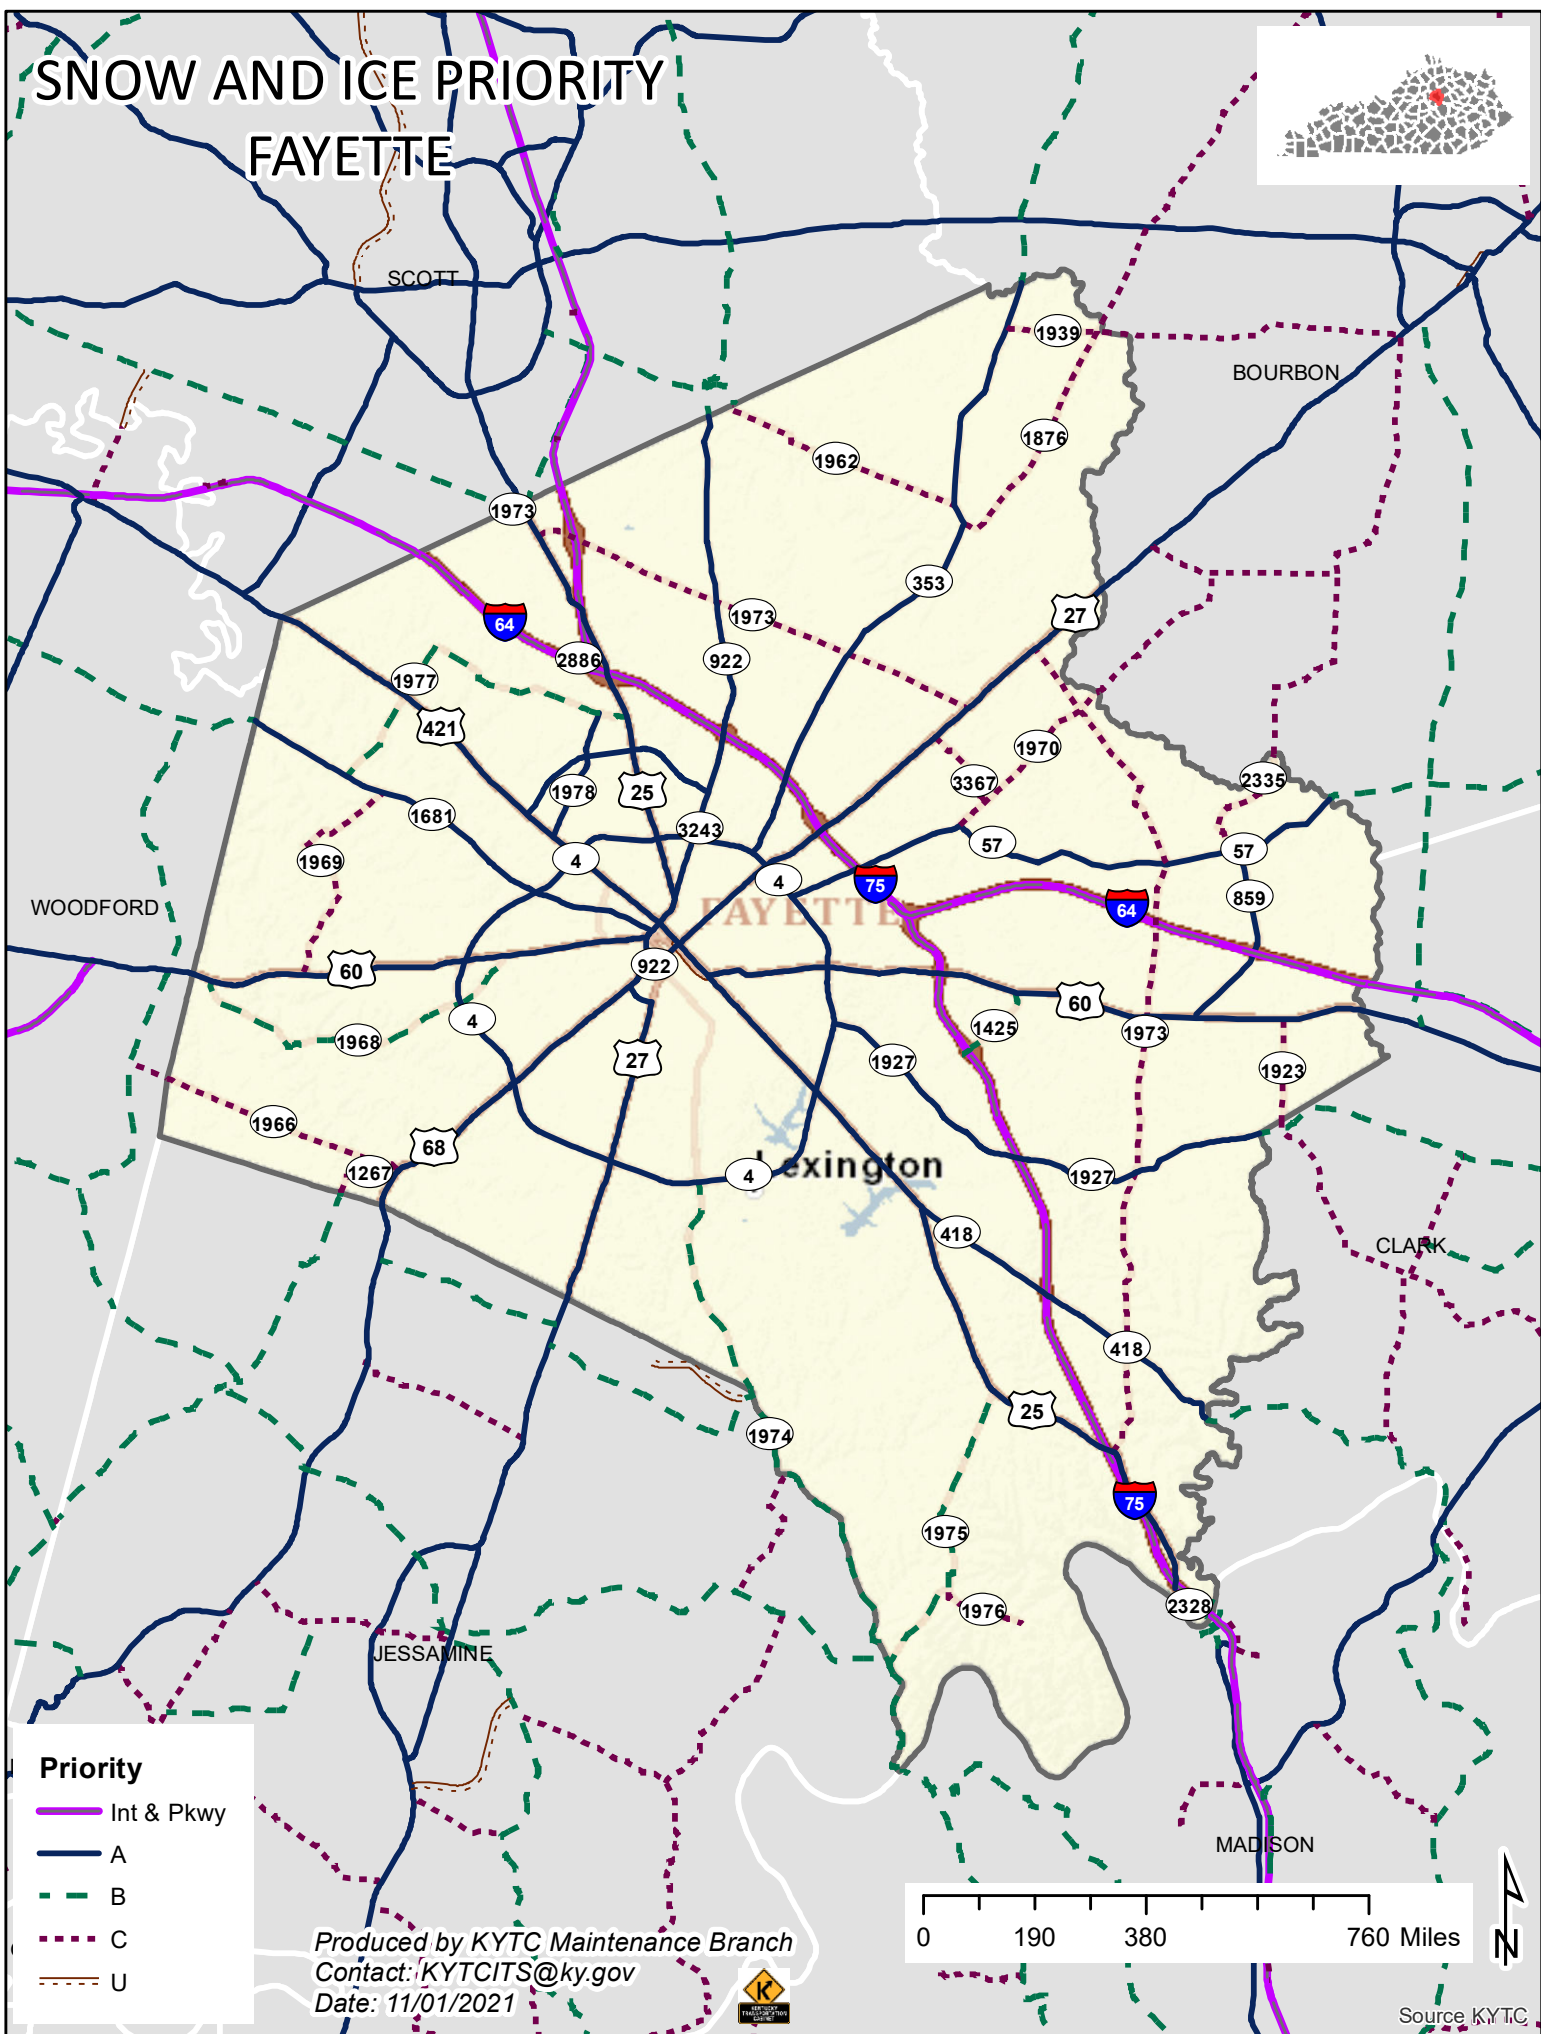 SNOW AND ICE PRIORITY
FAYETTE
SCOTT
1939
BOURBON
1876
1962
1973
353
27
64
1973
2886
922
1977
421
1970
3367
2335
25
1978
1681
3243
57
57
4
1969
4
75
859
64
WOODFORD
FAYETTE
922
60
60
4
1425
1973
1968
27
1927
1923
1966
68
Lexington
1267
4
1927
418
CLARK
418
25
1974
75
1975
2328
1976
JESSAMINE
Priority
Int & Pkwy
A
B
C
U
MADISON
0 190 380 760 Miles
N
Produced by KYTC Maintenance Branch
Contact: KYTCITS@ky.gov
Date: 11/01/2021
KENTUCKY
TRANSPORTATION
CABINET
Source KYTC